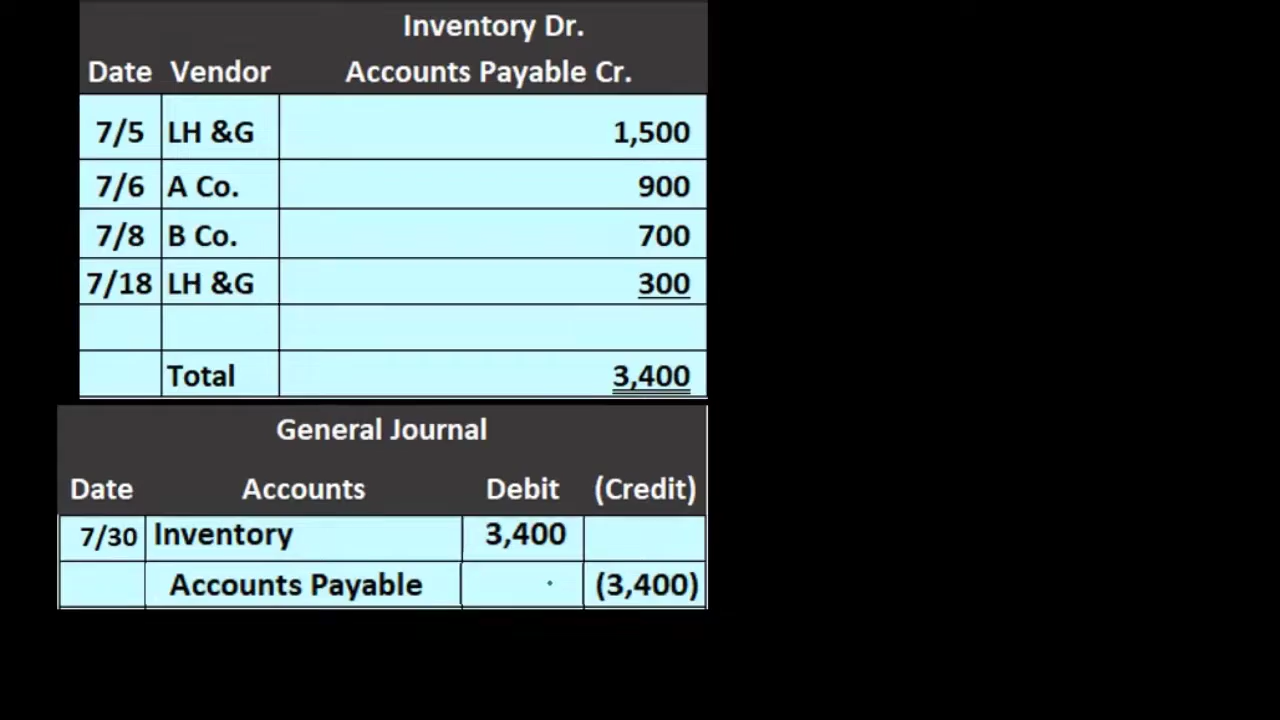 Inventory Dr.
Date Vendor Accounts Payable Cr.
7/5 LH &G 1,500
7/6 A Co. 900
7/8 B Co. 700
7/18 LH &G 300
Total 3,400
General Journal
Date Accounts Debit (Credit)
7/30 Inventory 3,400
Accounts Payable (3,400)